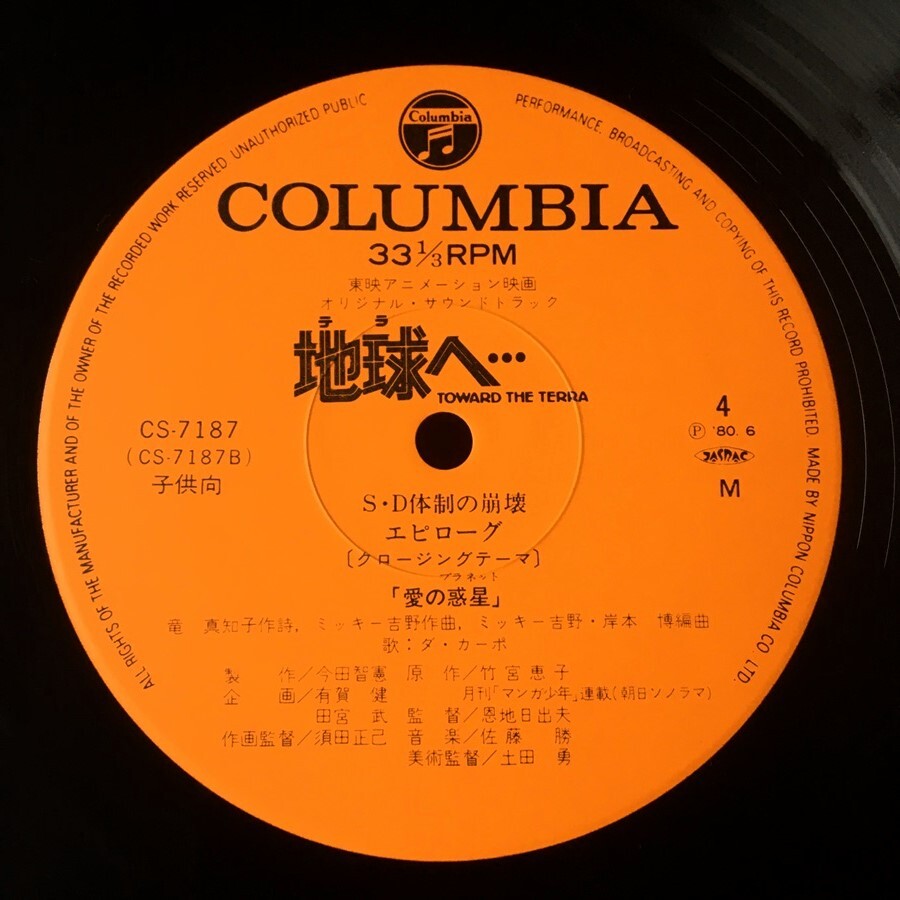 ALL RIGHTS OF THE MANUFACTURER AND OF THE OWNER OF THE RECORDED WORK RESERVED UNAUTHORIZED PUBLIC PERFORMANCE, BROADCASTING AND COPYING OF THIS RECORD PROHIBITED. MADE BY NIPPON COLUMBIA CO. LTD.
Columbia
COLUMBIA
33 1/3 RPM
東映アニメーション映画
オリジナル・サウンドトラック
テラ
地球へ…
TOWARD THE TERRA
CS-7187
(CS-7187B)
子供向
4
Ⓟ '80. 6
JASRAC
M
S・D体制の崩壊
エピローグ
〔クロージングテーマ〕
プラネット
「愛の惑星」
竜 真知子作詩, ミッキー吉野作曲, ミッキー吉野・岸本 博編曲
歌:ダ・カーポ
製 作/今田智憲 原 作/竹宮恵子
企 画/有賀 健 月刊「マンガ少年」連載(朝日ソノラマ)
田宮 武 監 督/恩地日出夫
作画監督/須田正己 音 楽/佐藤 勝
美術監督/土田 勇